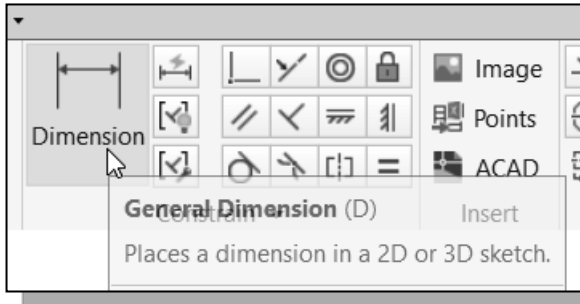 Image
Dimension
Points
ACAD
General Dimension (D)
Constrain
Insert
Places a dimension in a 2D or 3D sketch.